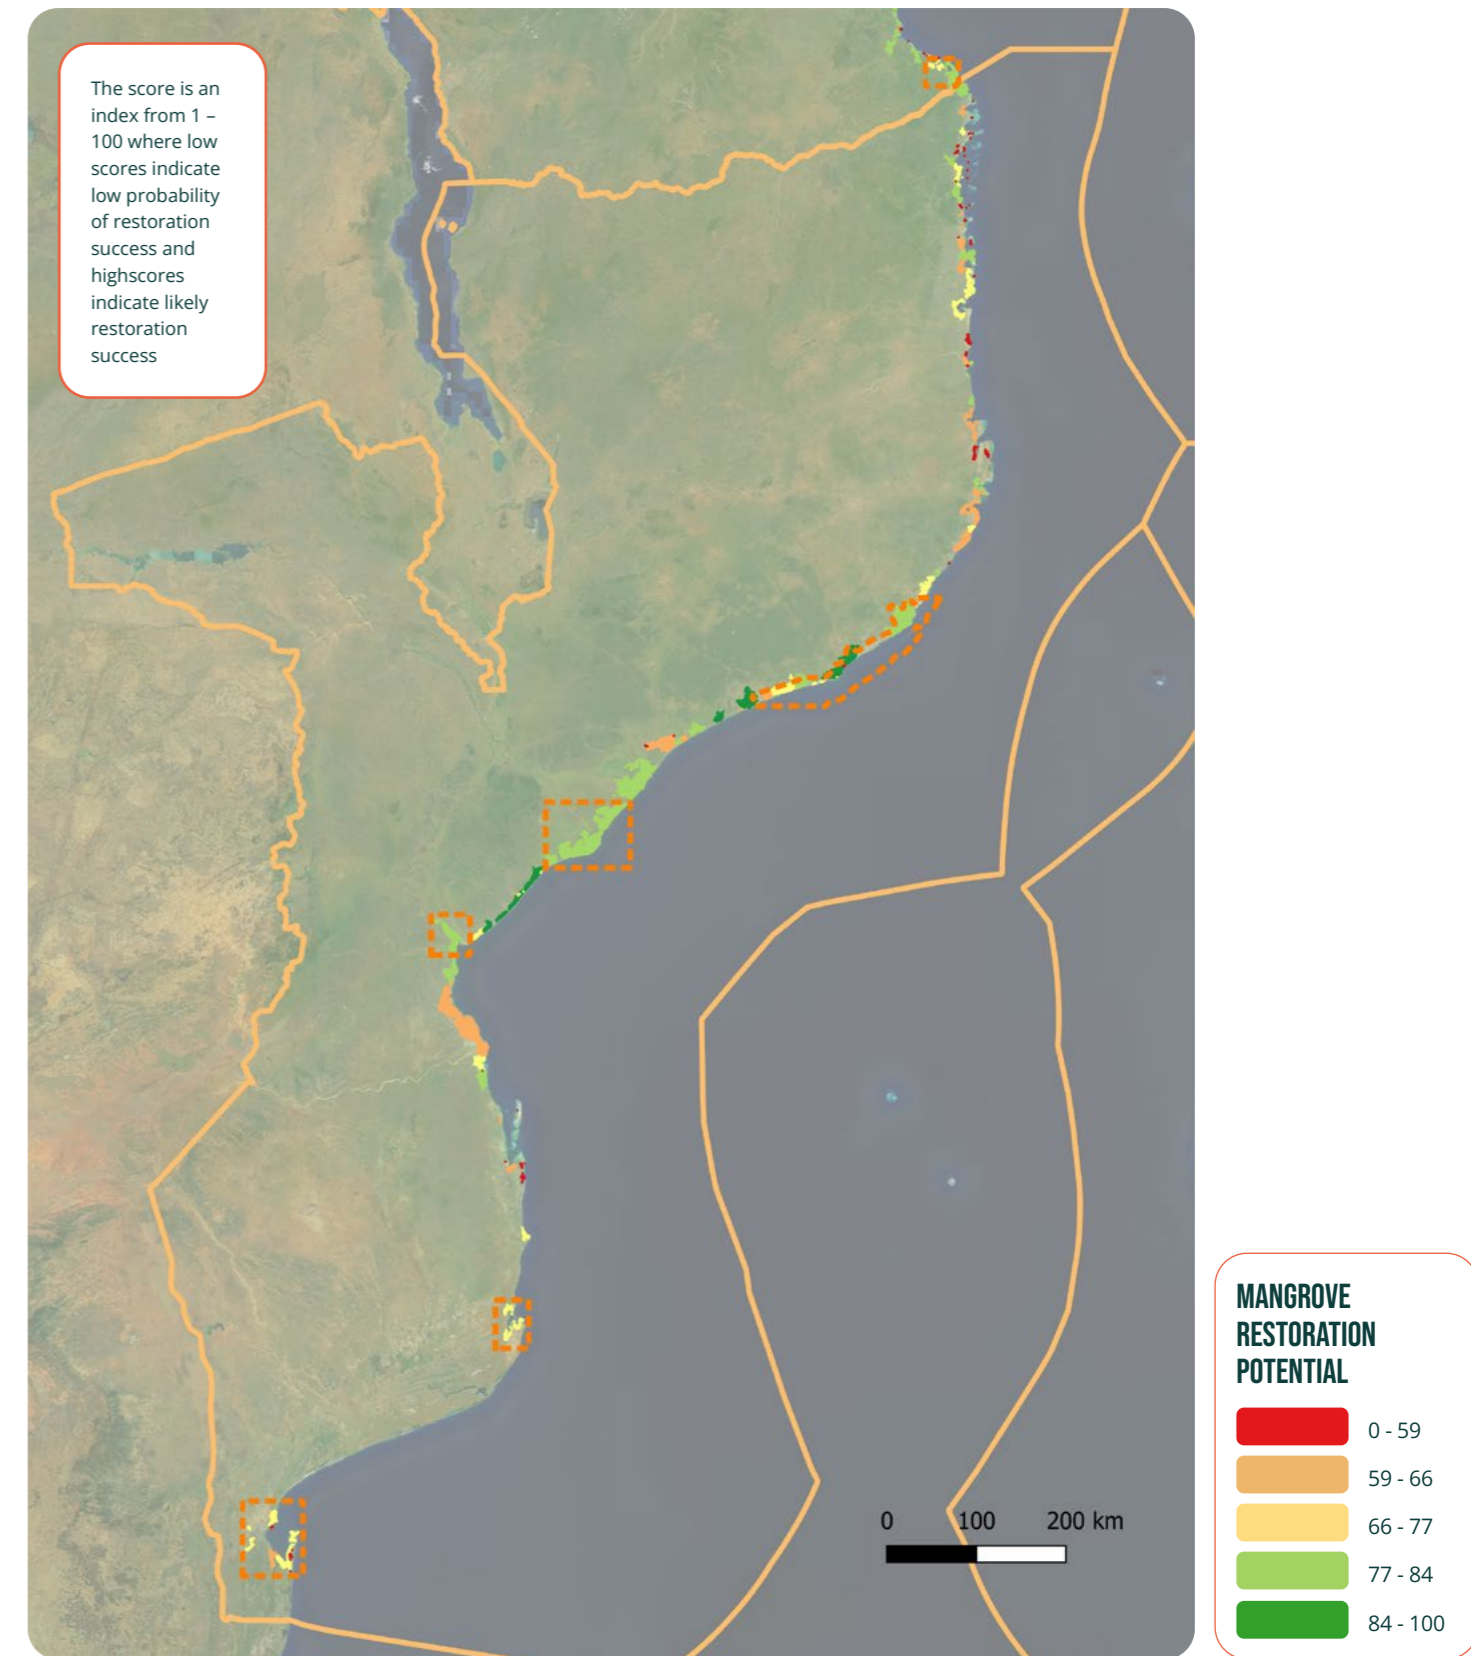 The score is an
index from 1 –
100 where low
scores indicate
low probability
of restoration
success and
highscores
indicate likely
restoration
success
0 100 200 km
MANGROVE
RESTORATION
POTENTIAL
0 - 59
59 - 66
66 - 77
77 - 84
84 - 100